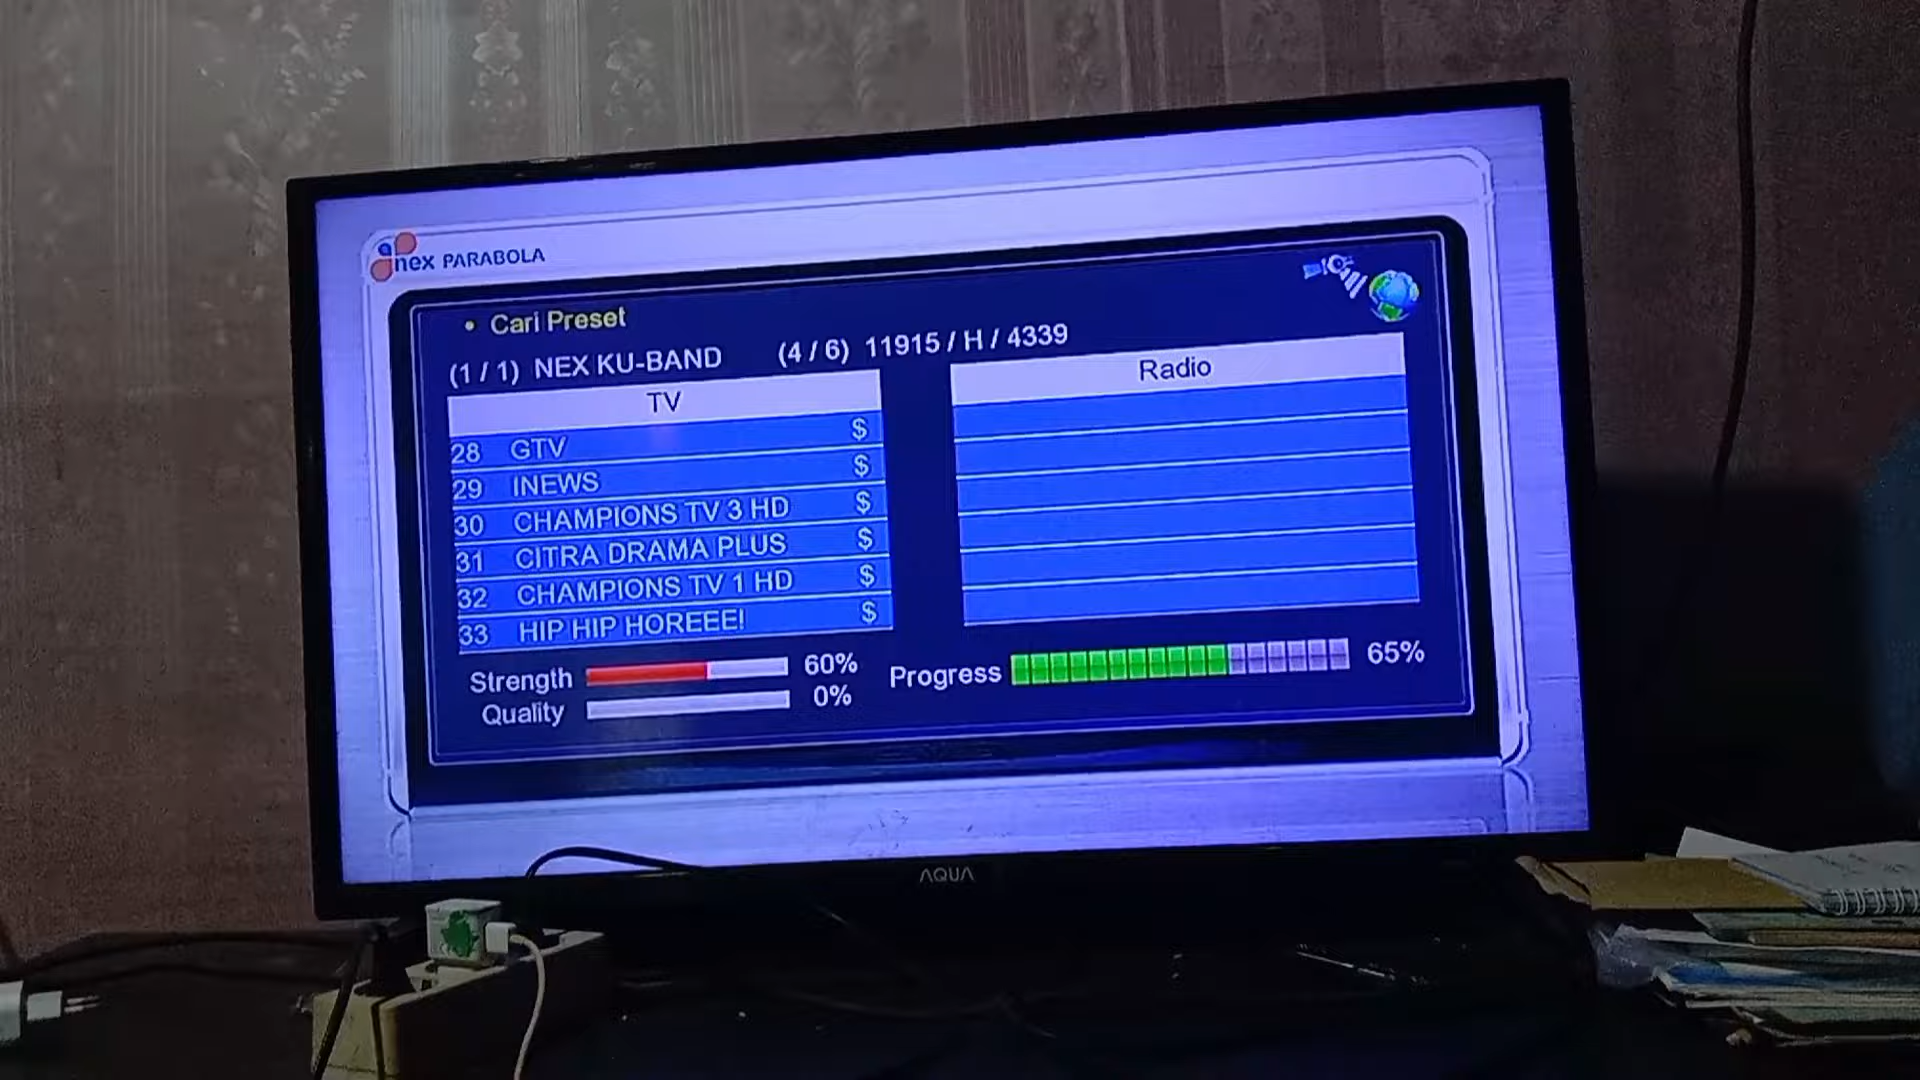 nex PARABOLA
• Cari Preset
(1 / 1) NEX KU-BAND (4 / 6) 11915 / H / 4339
TV
28 GTV $
29 INEWS $
30 CHAMPIONS TV 3 HD $
31 CITRA DRAMA PLUS $
32 CHAMPIONS TV 1 HD $
33 HIP HIP HOREEE! $
Radio
Strength 60%
Quality 0%
Progress 65%
AQUA